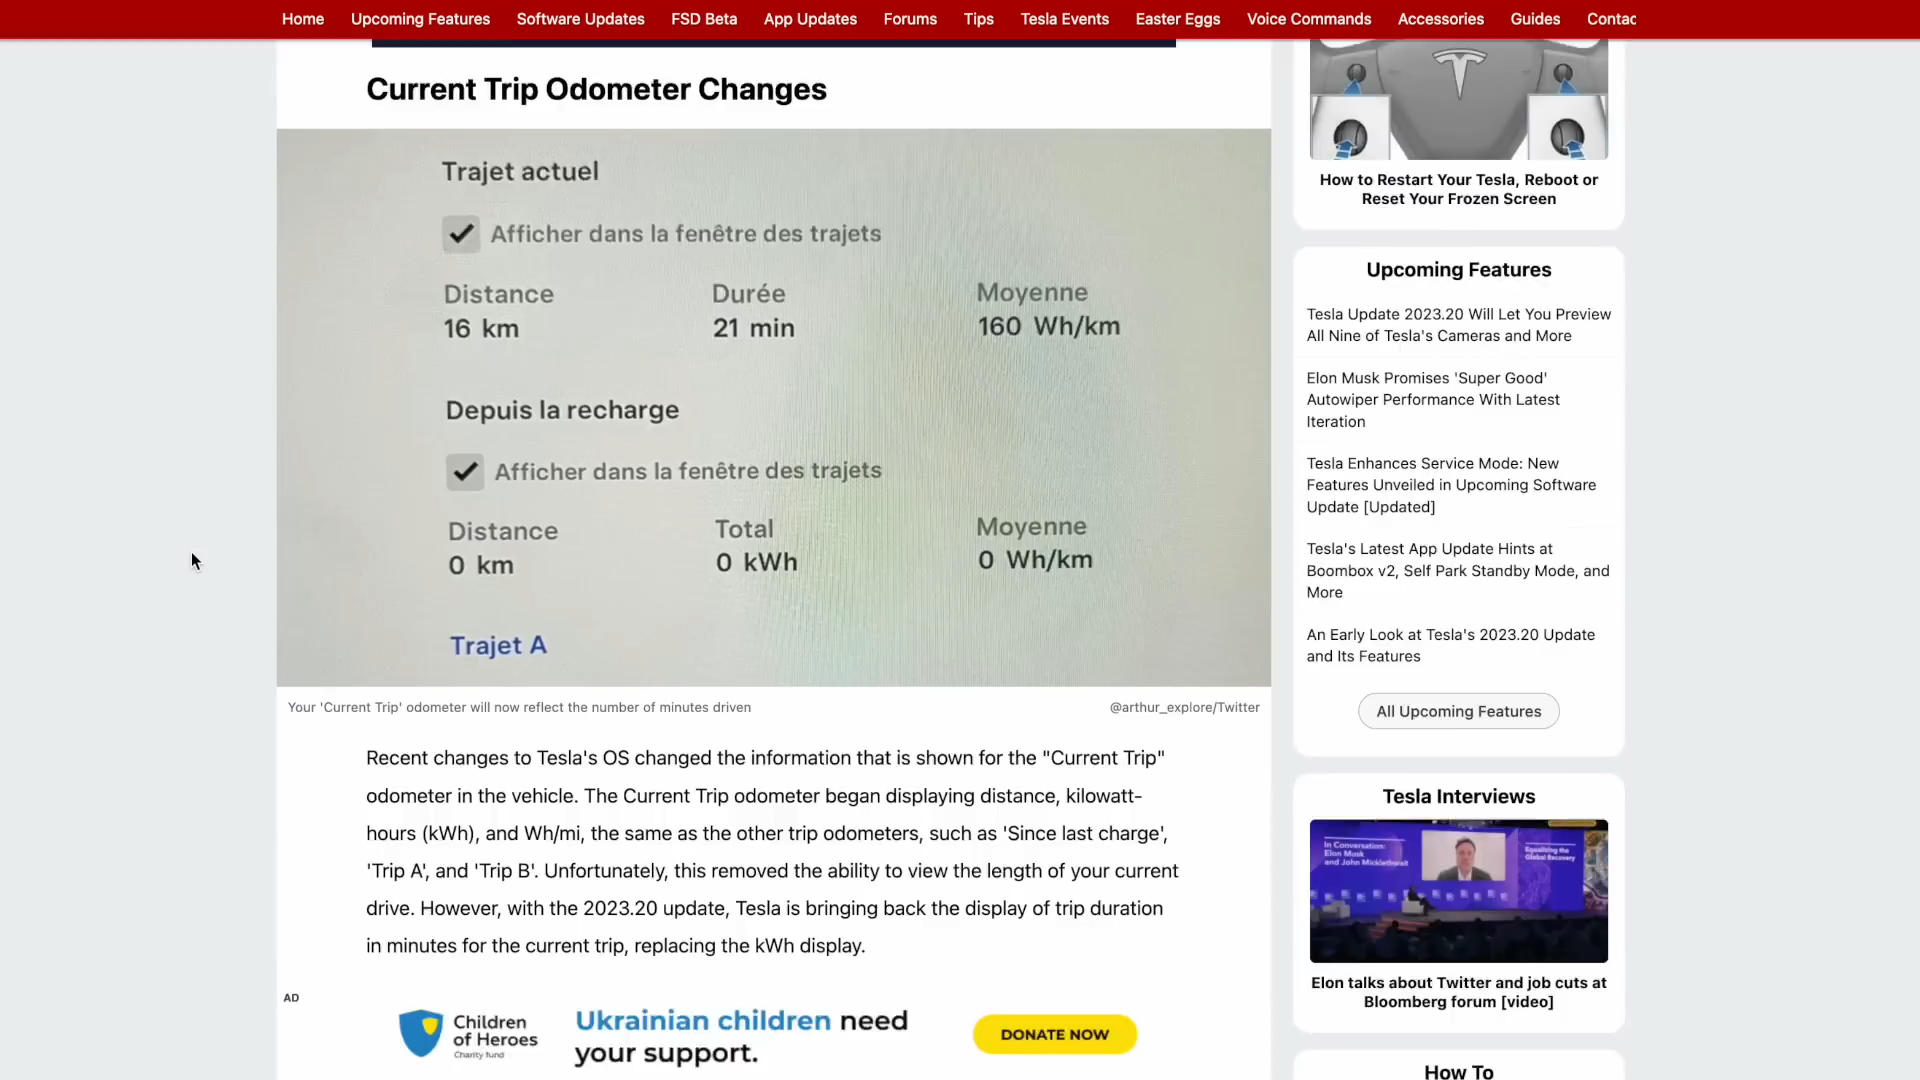 Home Upcoming Features Software Updates FSD Beta App Updates Forums Tips Tesla Events Easter Eggs Voice Commands Accessories Guides Contac
Current Trip Odometer Changes
Trajet actuel
Afficher dans la fenêtre des trajets
Distance Durée Moyenne
16 km 21 min 160 Wh/km
Depuis la recharge
Afficher dans la fenêtre des trajets
Distance Total Moyenne
0 km 0 kWh 0 Wh/km
Trajet A
Your 'Current Trip' odometer will now reflect the number of minutes driven @arthur_explore/Twitter
Recent changes to Tesla's OS changed the information that is shown for the "Current Trip"
odometer in the vehicle. The Current Trip odometer began displaying distance, kilowatt-
hours (kWh), and Wh/mi, the same as the other trip odometers, such as 'Since last charge',
'Trip A', and 'Trip B'. Unfortunately, this removed the ability to view the length of your current
drive. However, with the 2023.20 update, Tesla is bringing back the display of trip duration
in minutes for the current trip, replacing the kWh display.
AD
Children
of Heroes
Charity fund
Ukrainian children need
your support.
DONATE NOW
How to Restart Your Tesla, Reboot or
Reset Your Frozen Screen
Upcoming Features
Tesla Update 2023.20 Will Let You Preview
All Nine of Tesla's Cameras and More
Elon Musk Promises 'Super Good'
Autowiper Performance With Latest
Iteration
Tesla Enhances Service Mode: New
Features Unveiled in Upcoming Software
Update [Updated]
Tesla's Latest App Update Hints at
Boombox v2, Self Park Standby Mode, and
More
An Early Look at Tesla's 2023.20 Update
and Its Features
All Upcoming Features
Tesla Interviews
In Conversation:
Elon Musk
and John Micklethwait
Equalizing the
Global Recovery
Elon talks about Twitter and job cuts at
Bloomberg forum [video]
How To